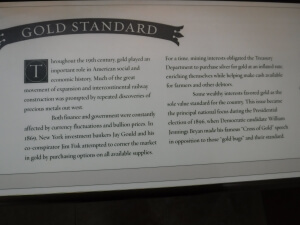 GOLD STANDARD
Throughout the 19th century, gold played an
important role in American social and
economic history. Much of the great
movement of expansion and intercontinental railway
construction was prompted by repeated discoveries of
precious metals out west.
Both finance and government were constantly
affected by currency fluctuations and bullion prices. In
1869, New York investment bankers Jay Gould and his
co-conspirator Jim Fisk attempted to corner the market
in gold by purchasing options on all available supplies.
For a time, mining interests obligated the Treasury
Department to purchase silver for gold at an inflated rate,
enriching themselves while helping make cash available
for farmers and other debtors.
Some wealthy interests favored gold as the
sole value standard for the country. This issue became
the principal national focus during the Presidential
election of 1896, when Democratic candidate William
Jennings Bryan made his famous "Cross of Gold" speech
in opposition to these "gold bugs" and their standard.